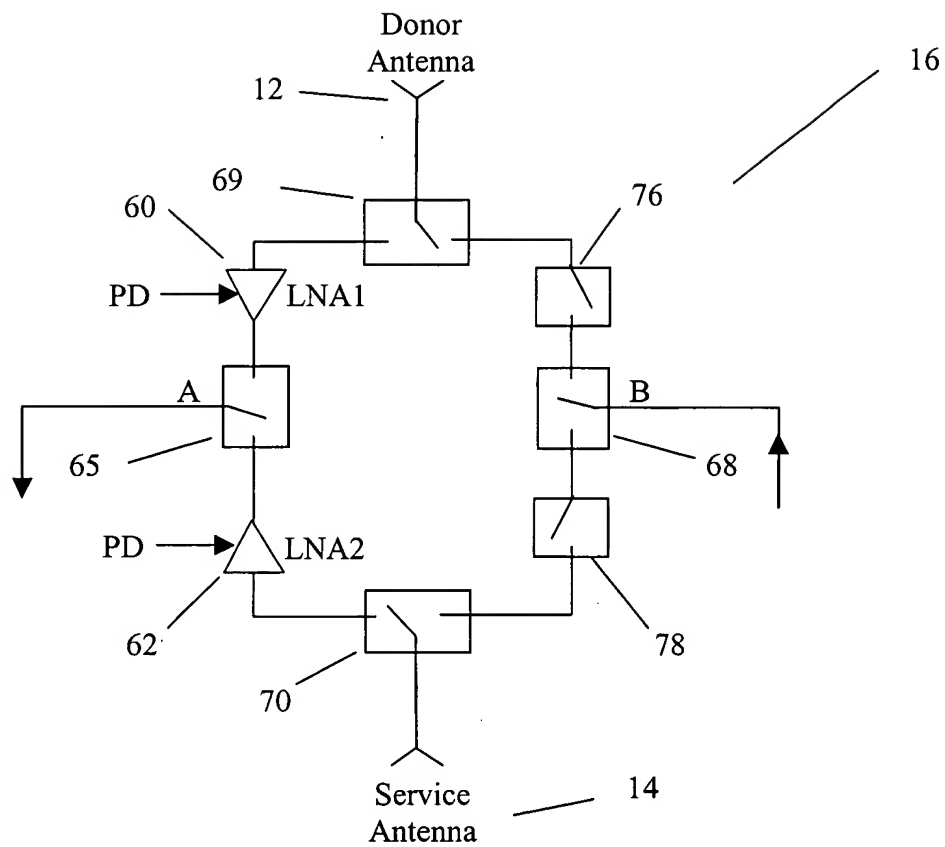 Donor
Antenna
16
12
69
76
60
PD
LNA1
A
B
65
68
PD
LNA2
62
78
70
Service
Antenna
14